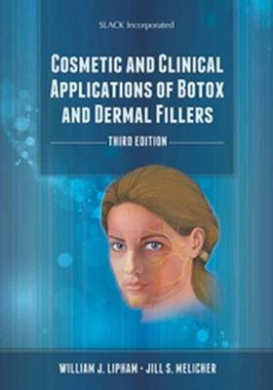 SLACK Incorporated
COSMETIC AND CLINICAL
APPLICATIONS OF BOTOX
AND DERMAL FILLERS
THIRD EDITION
WILLIAM J. LIPHAM • JILL S. MELICHER